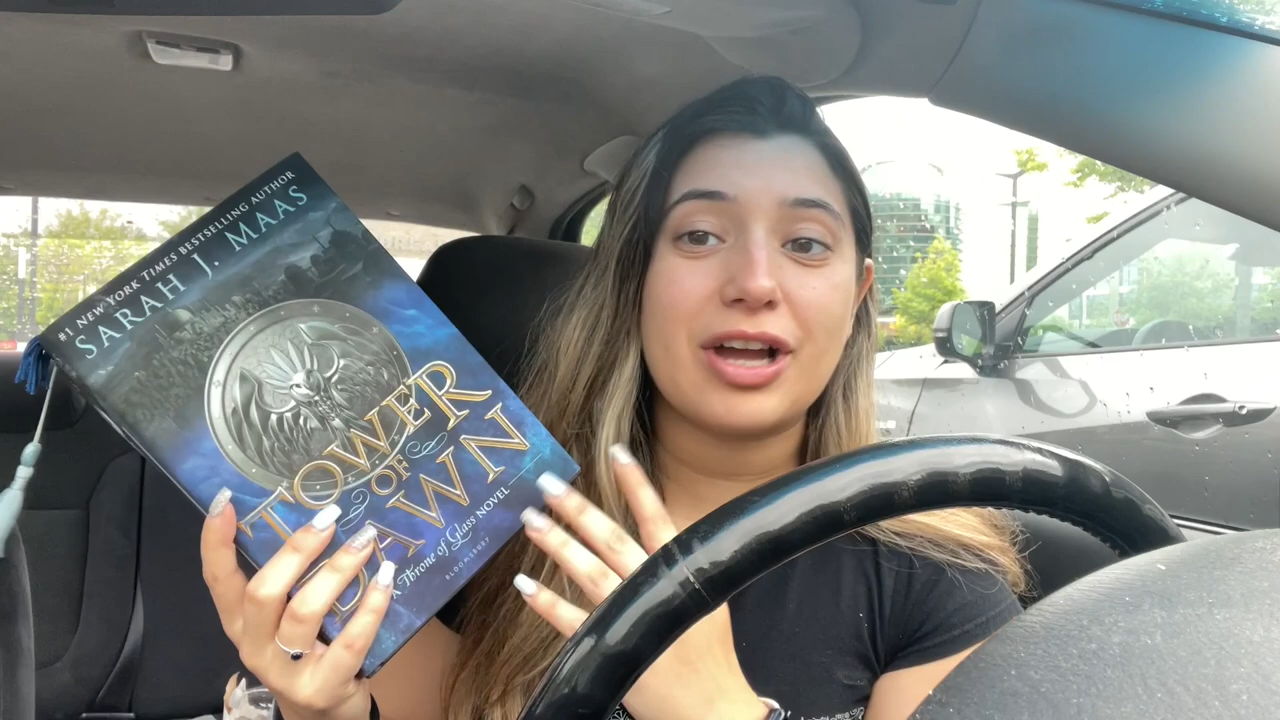 #1 NEW YORK TIMES BESTSELLING AUTHOR
SARAH J. MAAS
TOWER
OF
DAWN
A Throne of Glass NOVEL
BLOOMSBURY